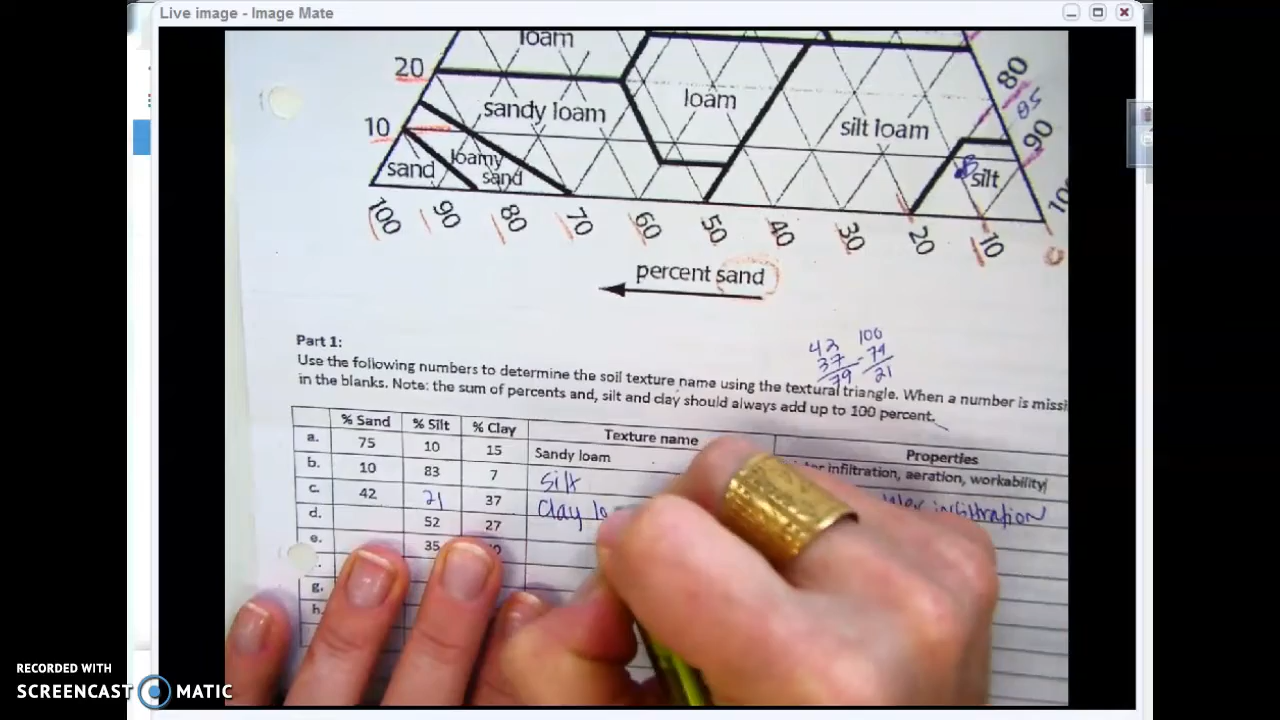 Live image - Image Mate
loam
20
sandy loam
loam
80
85
silt loam
90
10
sand
loamy
sand
silt
100
90
80
70
60
50
40
30
20
10
0
percent sand
Part 1:
42 100
37 - 79
79 21
Use the following numbers to determine the soil texture name using the textural triangle. When a number is missi
in the blanks. Note: the sum of percents and, silt and clay should always add up to 100 percent.
% Sand % Silt % Clay Texture name Properties
a. 75 10 15 Sandy loam infiltration, aeration, workability
b. 10 83 7 Silt infiltration
c. 42 21 37 Clay lo
d. 52 27
e. 35
g.
h.
RECORDED WITH
SCREENCAST MATIC